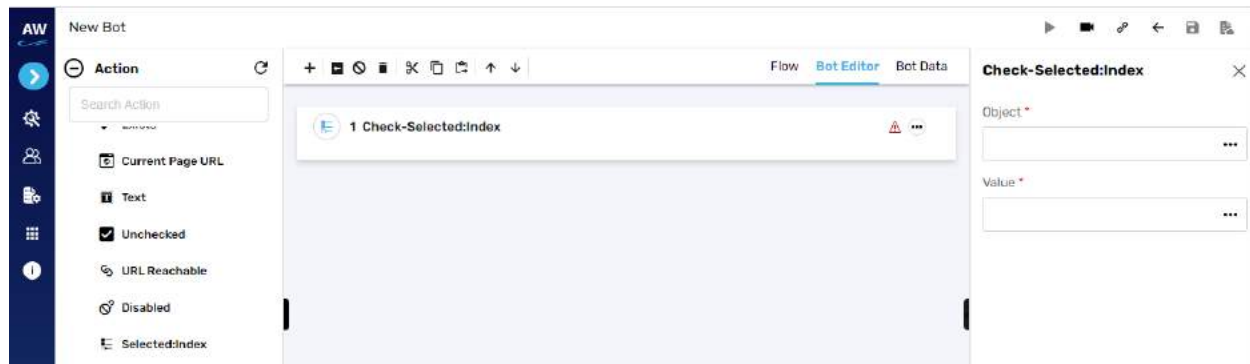 AW
New Bot
Action
Search Action
Current Page URL
Text
Unchecked
URL Reachable
Disabled
Selected:Index
Flow
Bot Editor
Bot Data
1 Check-Selected:Index
Check-Selected:Index
Object *
Value *